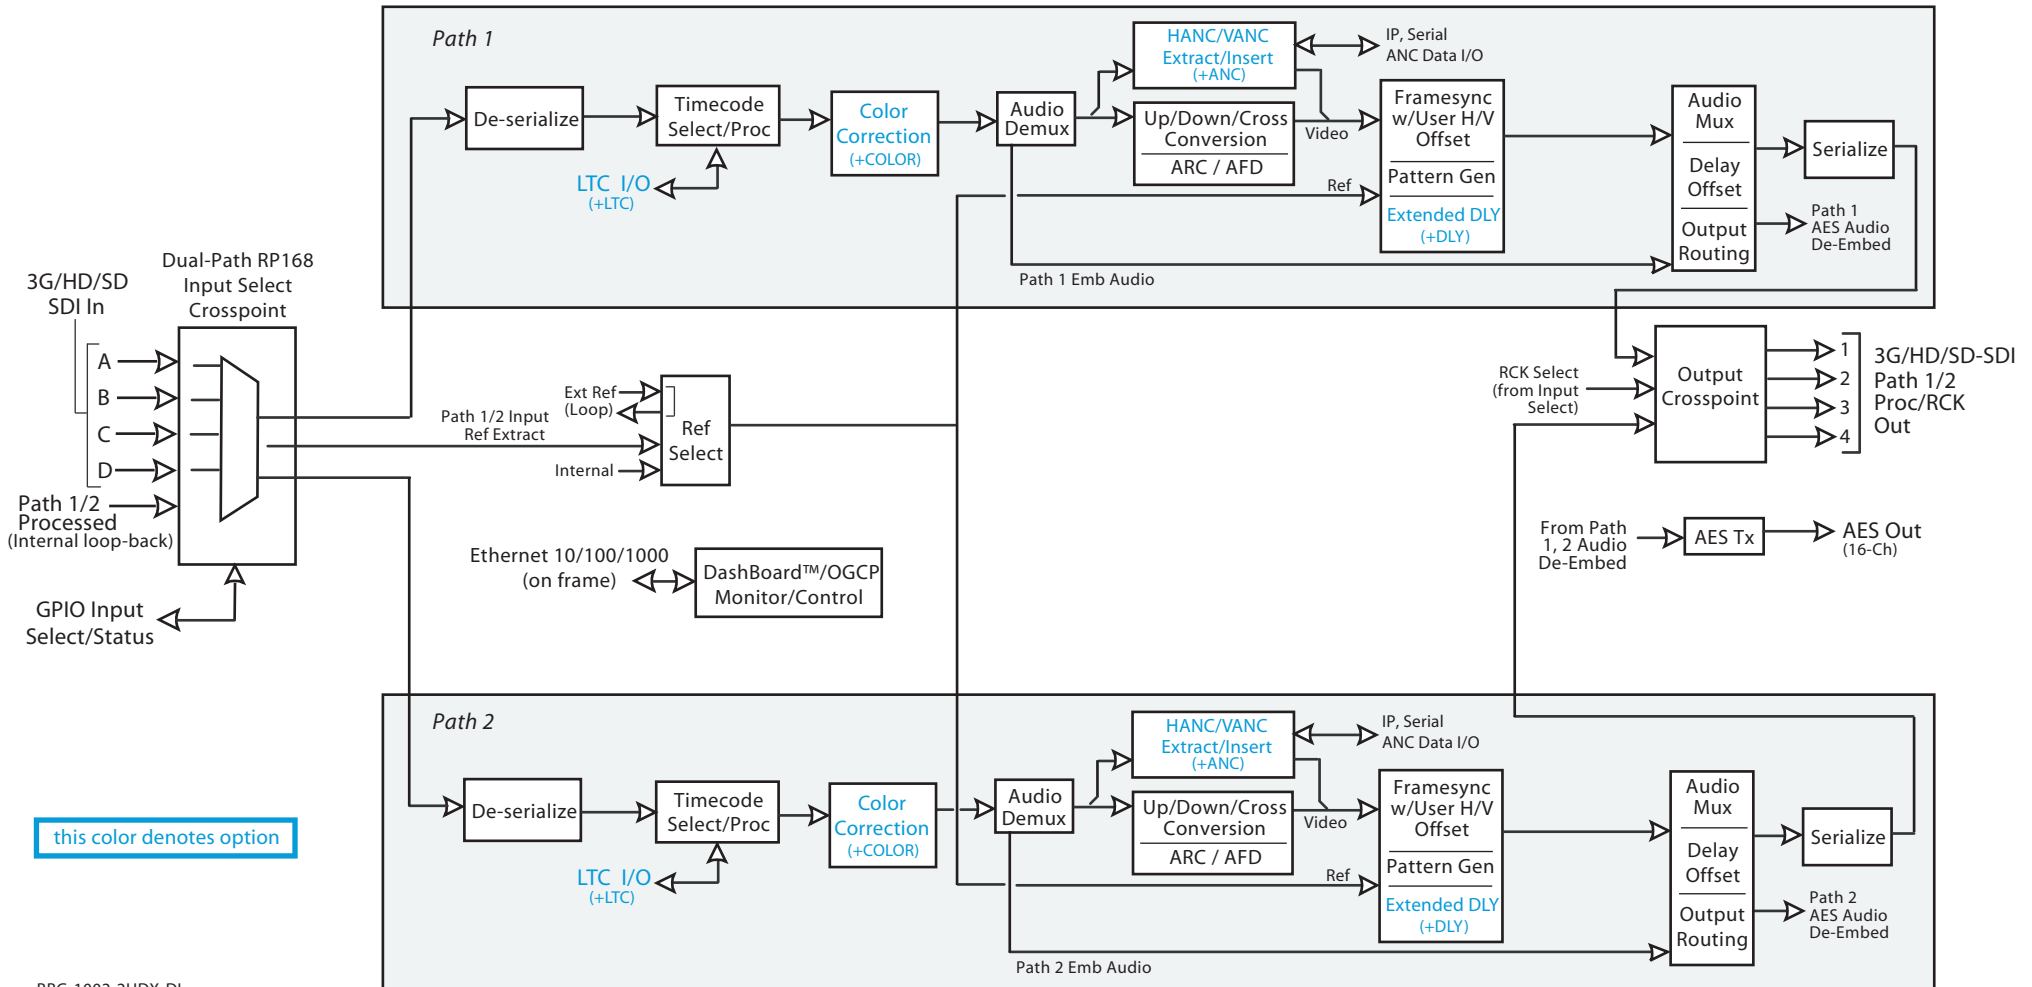 Path 1
De-serialize
Timecode
Select/Proc
LTC I/O
(+LTC)
Color
Correction
(+COLOR)
Audio
Demux
HANC/VANC
Extract/Insert
(+ANC)
IP, Serial
ANC Data I/O
Up/Down/Cross
Conversion
ARC / AFD
Video
Ref
Framesync
w/User H/V
Offset
Pattern Gen
Extended DLY
(+DLY)
Path 1 Emb Audio
Audio
Mux
Delay
Offset
Output
Routing
Serialize
Path 1
AES Audio
De-Embed
3G/HD/SD
SDI In
Dual-Path RP168
Input Select
Crosspoint
A
B
C
D
Path 1/2
Processed
(Internal loop-back)
GPIO Input
Select/Status
Path 1/2 Input
Ref Extract
Ext Ref
(Loop)
Internal
Ref
Select
Ethernet 10/100/1000
(on frame)
DashBoard™/OGCP
Monitor/Control
RCK Select
(from Input
Select)
Output
Crosspoint
1
2
3
4
3G/HD/SD-SDI
Path 1/2
Proc/RCK
Out
From Path
1, 2 Audio
De-Embed
AES Tx
AES Out
(16-Ch)
Path 2
De-serialize
Timecode
Select/Proc
LTC I/O
(+LTC)
Color
Correction
(+COLOR)
Audio
Demux
HANC/VANC
Extract/Insert
(+ANC)
IP, Serial
ANC Data I/O
Up/Down/Cross
Conversion
ARC / AFD
Video
Ref
Framesync
w/User H/V
Offset
Pattern Gen
Extended DLY
(+DLY)
Path 2 Emb Audio
Audio
Mux
Delay
Offset
Output
Routing
Serialize
Path 2
AES Audio
De-Embed
this color denotes option